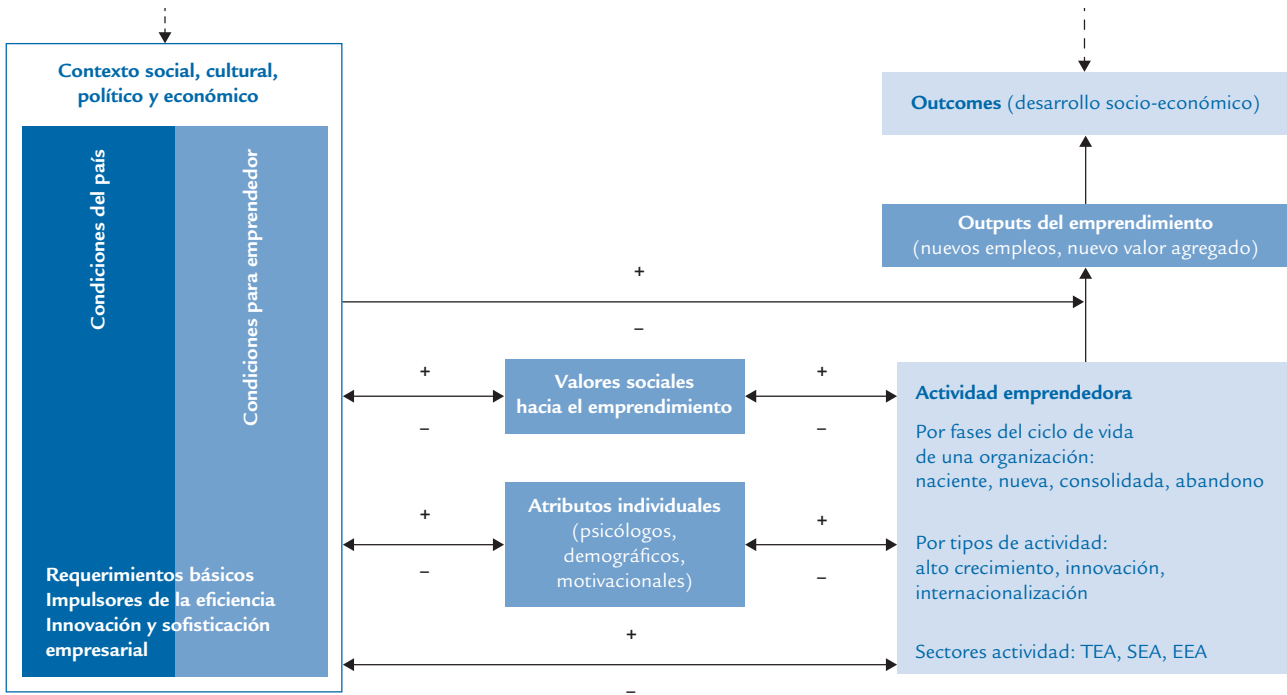 Contexto social, cultural,
político y económico
Condiciones del país
Condiciones para emprendedor
Requerimientos básicos
Impulsores de la eficiencia
Innovación y sofisticación
empresarial
Outcomes (desarrollo socio-económico)
Outputs del emprendimiento
(nuevos empleos, nuevo valor agregado)
+
–
+
–
Valores sociales
hacia el emprendimiento
+
–
+
–
Atributos individuales
(psicólogos,
demográficos,
motivacionales)
+
–
+
–
Actividad emprendedora
Por fases del ciclo de vida
de una organización:
naciente, nueva, consolidada, abandono
Por tipos de actividad:
alto crecimiento, innovación,
internacionalización
Sectores actividad: TEA, SEA, EEA